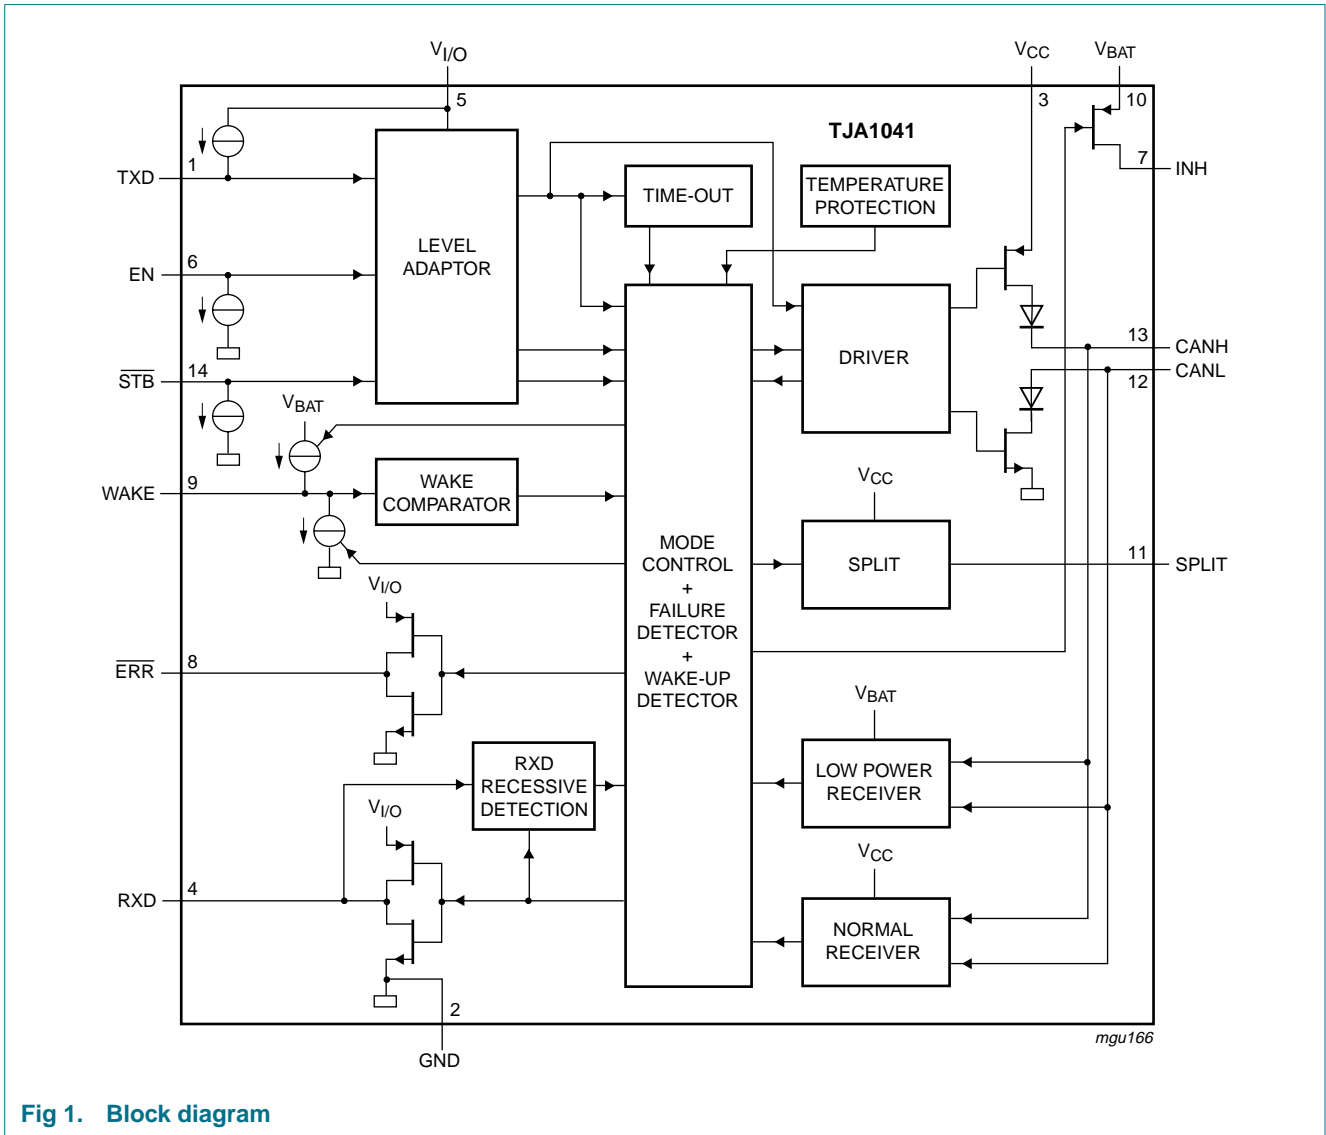 VI/O
VCC
VBAT
5
3
10
TJA1041
1
TXD
7
INH
TIME-OUT
TEMPERATURE
PROTECTION
LEVEL
ADAPTOR
6
EN
13
CANH
DRIVER
14
STB
12
CANL
VBAT
9
WAKE
WAKE
COMPARATOR
VCC
MODE
CONTROL
+
FAILURE
DETECTOR
+
WAKE-UP
DETECTOR
SPLIT
11
SPLIT
VI/O
8
ERR
VBAT
RXD
RECESSIVE
DETECTION
LOW POWER
RECEIVER
VI/O
VCC
4
RXD
NORMAL
RECEIVER
2
GND
mgu166
Fig 1. Block diagram